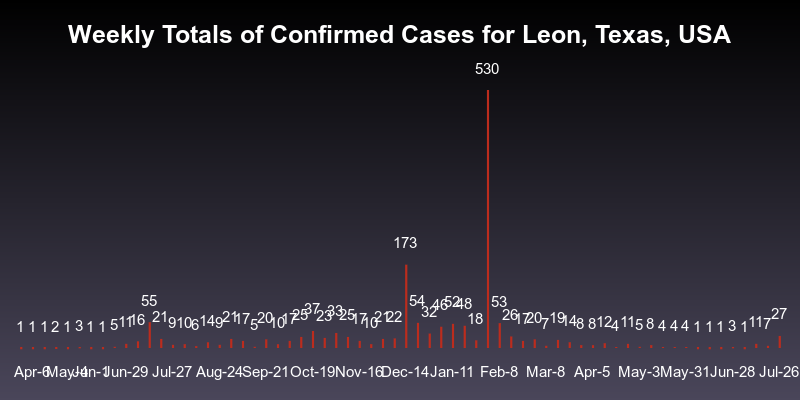 Weekly Totals of Confirmed Cases for Leon, Texas, USA
530
173
55 54 53
1 1 1 2 1 3 1 1 5 11 16 21 9 10 6 14 9 21 17 5 20 10 17 25 37 23 33 25 17 10 21 22 32 46 52 48 18 26 17 20 7 19 14 8 8 12 4 11 5 8 4 4 4 1 1 1 3 1 11 7 27
Apr-6 May-4 Jun-1 Jun-29 Jul-27 Aug-24 Sep-21 Oct-19 Nov-16 Dec-14 Jan-11 Feb-8 Mar-8 Apr-5 May-3 May-31 Jun-28 Jul-26